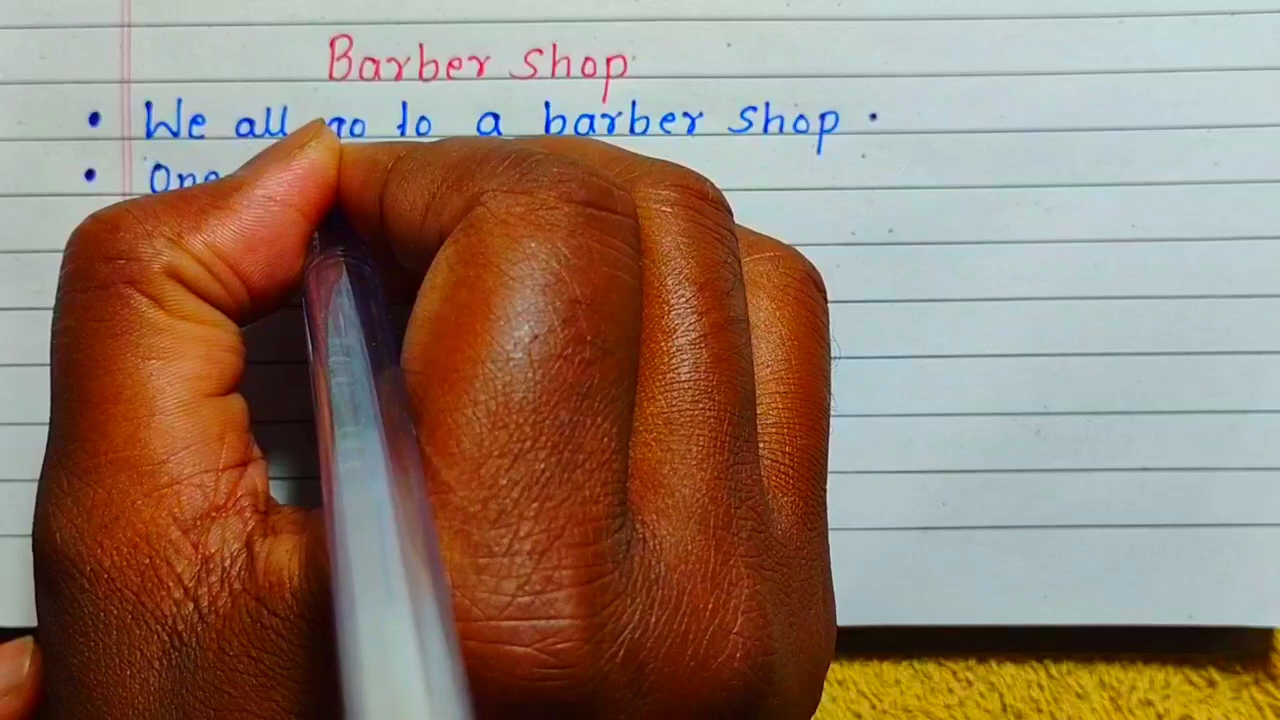 Barber shop
• We all go to a barber shop .
• One